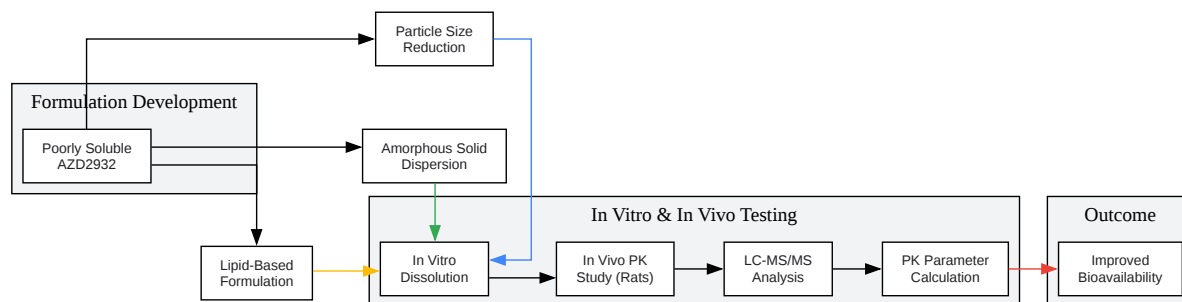 Particle Size
Reduction
Formulation Development
Poorly Soluble
AZD2932
Amorphous Solid
Dispersion
In Vitro & In Vivo Testing
Outcome
Lipid-Based
Formulation
In Vitro
Dissolution
In Vivo PK
Study (Rats)
LC-MS/MS
Analysis
PK Parameter
Calculation
Improved
Bioavailability